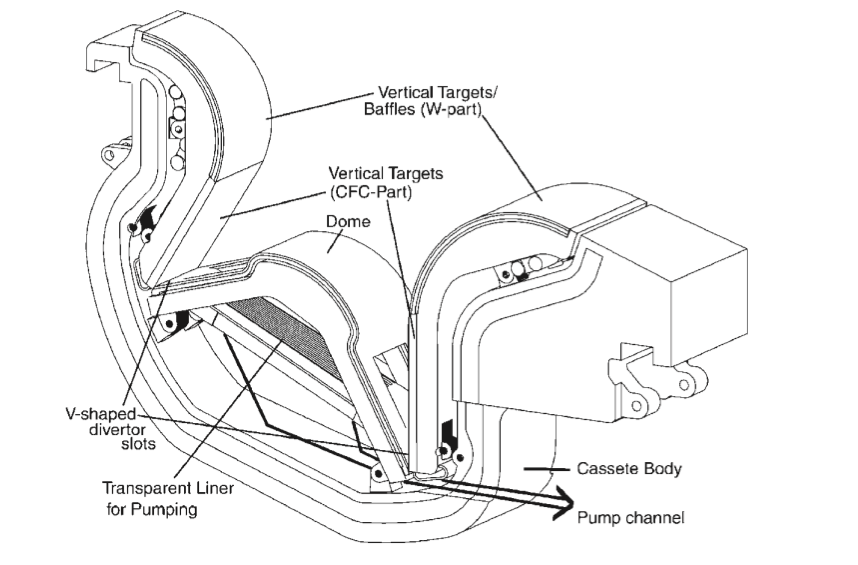 Vertical Targets/
Baffles (W-part)
Vertical Targets
(CFC-Part)
Dome
V-shaped
divertor
slots
Transparent Liner
for Pumping
Cassete Body
Pump channel